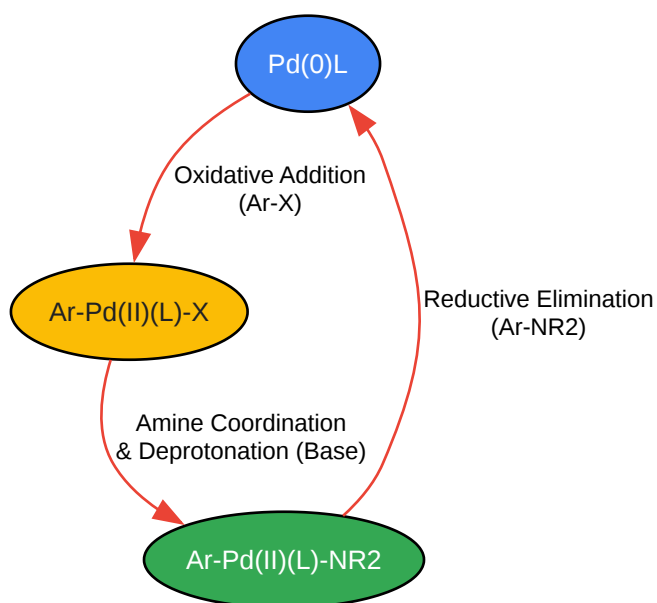 Pd(0)L
Oxidative Addition
(Ar-X)
Ar-Pd(II)(L)-X
Reductive Elimination
(Ar-NR2)
Amine Coordination
& Deprotonation (Base)
Ar-Pd(II)(L)-NR2